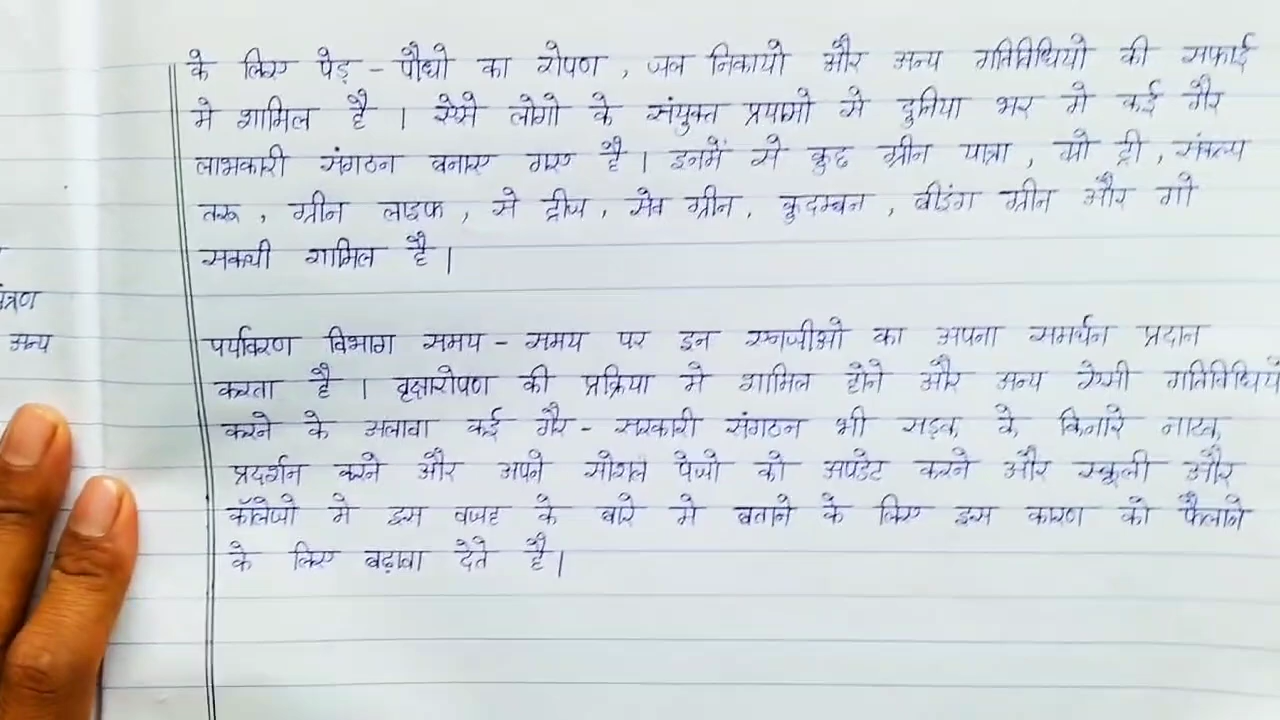 के लिए पेड़ - पौधो का रोपण , जल निकायो और अन्य गतिविधियो की सफाई
मे शामिल है । ऐसे लोगो के संयुक्त प्रयासो से दुनिया भर मे कई गैर
लाभकारी संगठन बनाए गए है । इनमें से कुछ ग्रीन यात्रा , ग्रो ट्री , संकल्प
तरू , ग्रीन लाइफ , से ट्रीज , सेव ग्रीन , कुदम्बन , बीइंग ग्रीन और गो
सक्ची शामिल है ।
पर्यावरण विभाग समय - समय पर इन एनजीओ का अपना समर्थन प्रदान
करता है । वृक्षारोपण की प्रक्रिया मे शामिल होने और अन्य ऐसी गतिविधियों
करने के अलावा कई गैर - सरकारी संगठन भी सड़क के किनारे नाटक
प्रदर्शन करने और अपने सोशल पेजो को अपडेट करने और स्कूली और
कॉलेजो मे इस वजह के बारे मे बताने के लिए इस कारण को फैलाने
के लिए बढ़ावा देते है ।
अन्य